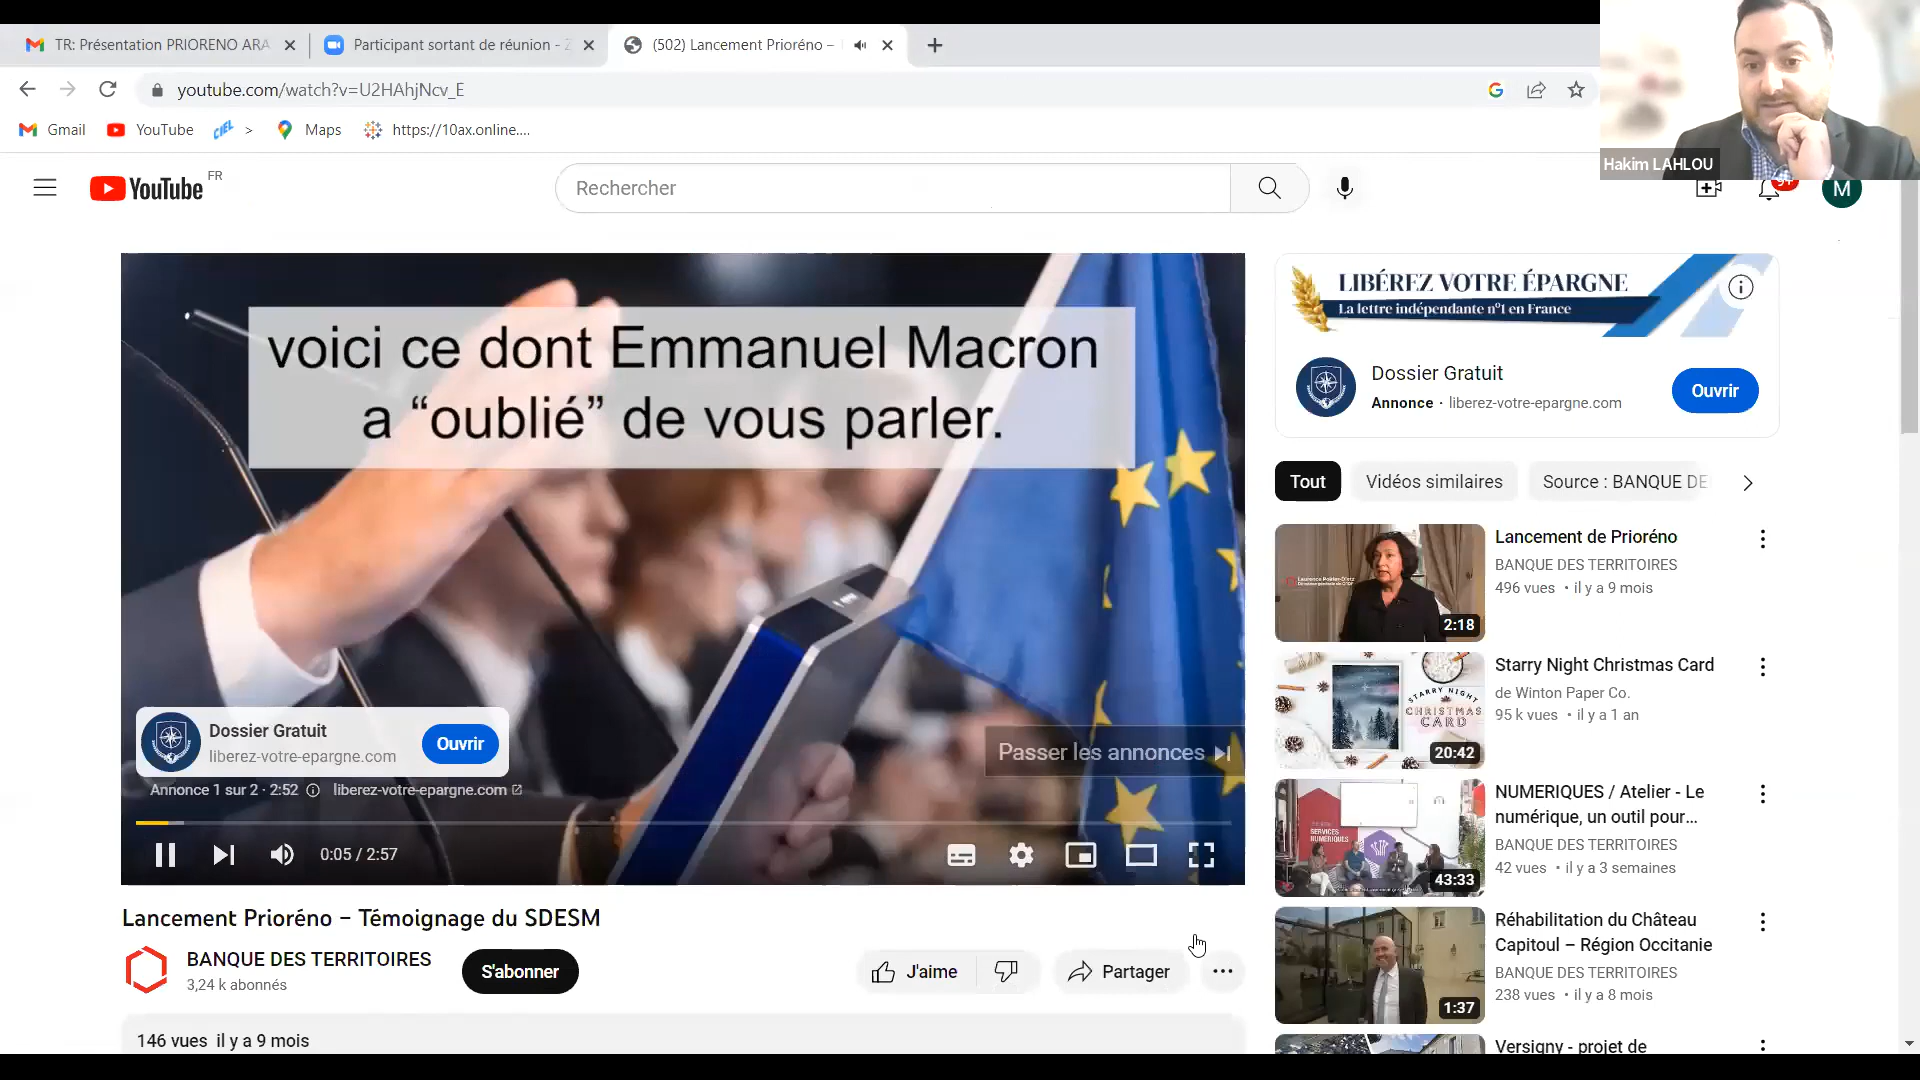 TR: Présentation PRIORENO ARA
Participant sortant de réunion -
(502) Lancement Prioréno –
youtube.com/watch?v=U2HAhjNcv_E
Gmail
YouTube
CIEL >
Maps
https://10ax.online....
Hakim LAHLOU
YouTube FR
Rechercher
9+
M
voici ce dont Emmanuel Macron
a “oublié” de vous parler.
Dossier Gratuit
liberez-votre-epargne.com
Ouvrir
Passer les annonces
Annonce 1 sur 2 · 2:52
liberez-votre-epargne.com
0:05 / 2:57
Lancement Prioréno – Témoignage du SDESM
BANQUE DES TERRITOIRES
3,24 k abonnés
S'abonner
J'aime
Partager
146 vues il y a 9 mois
LIBÉREZ VOTRE ÉPARGNE
La lettre indépendante n°1 en France
Dossier Gratuit
Annonce · liberez-votre-epargne.com
Ouvrir
Tout
Vidéos similaires
Source : BANQUE DE
Lancement de Prioréno
BANQUE DES TERRITOIRES
496 vues • il y a 9 mois
2:18
Starry Night Christmas Card
de Winton Paper Co.
95 k vues • il y a 1 an
STARRY NIGHT
CHRISTMAS
CARD
20:42
NUMERIQUES / Atelier - Le
numérique, un outil pour...
BANQUE DES TERRITOIRES
42 vues • il y a 3 semaines
SERVICES
NUMÉRIQUES
43:33
Réhabilitation du Château
Capitoul – Région Occitanie
BANQUE DES TERRITOIRES
238 vues • il y a 8 mois
1:37
Versigny - projet de